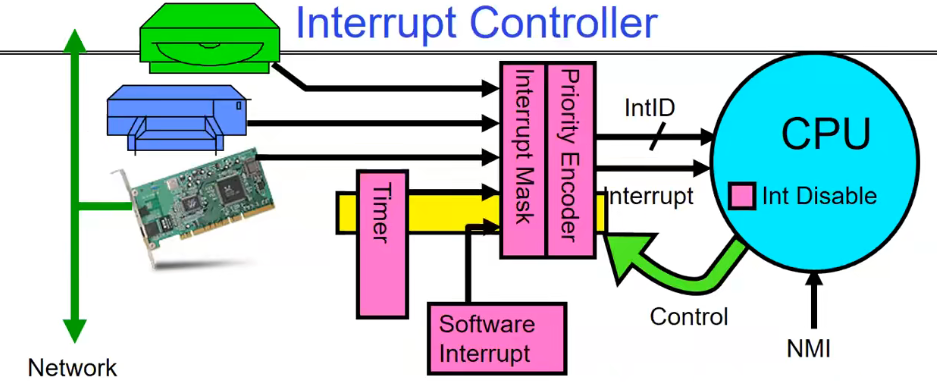 Interrupt Controller
Interrupt Mask
Priority Encoder
IntID
CPU
Interrupt
Int Disable
Timer
Control
Software
Interrupt
NMI
Network